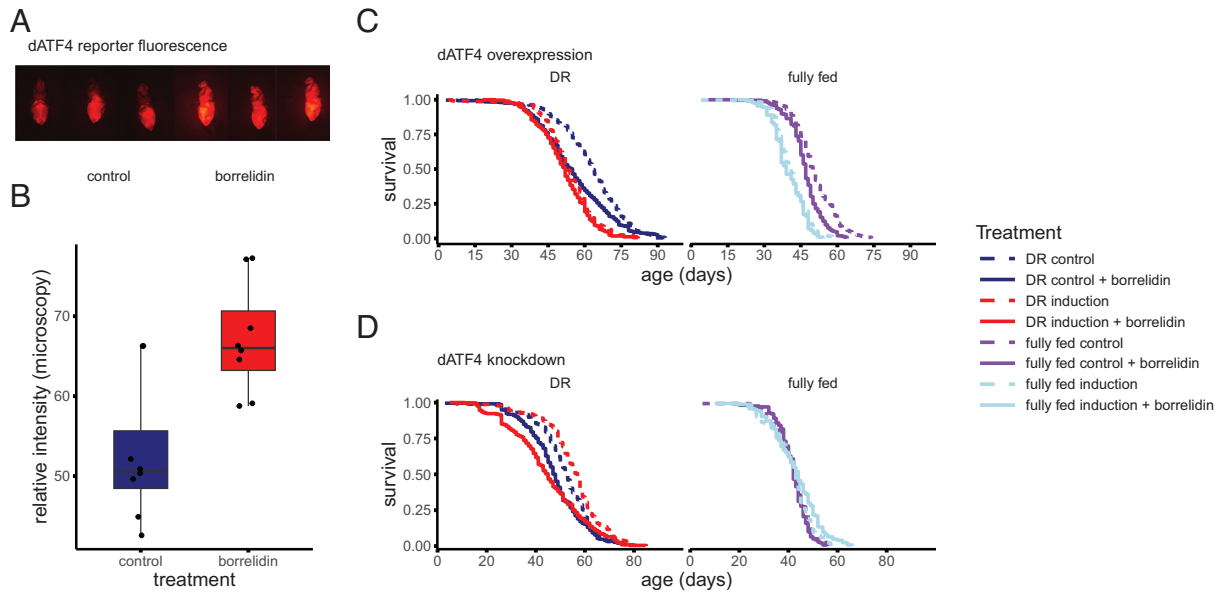 A
dATF4 reporter fluorescence
control borrelidin
B
relative intensity (microscopy)
70
60
50
control borrelidin
treatment
C
dATF4 overexpression
DR fully fed
survival
1.00
0.75
0.50
0.25
0.00
0 15 30 45 60 75 90 0 15 30 45 60 75 90
age (days)
D
dATF4 knockdown
DR fully fed
survival
1.00
0.75
0.50
0.25
0.00
0 20 40 60 80 0 20 40 60 80
age (days)
Treatment
DR control
DR control + borrelidin
DR induction
DR induction + borrelidin
fully fed control
fully fed control + borrelidin
fully fed induction
fully fed induction + borrelidin